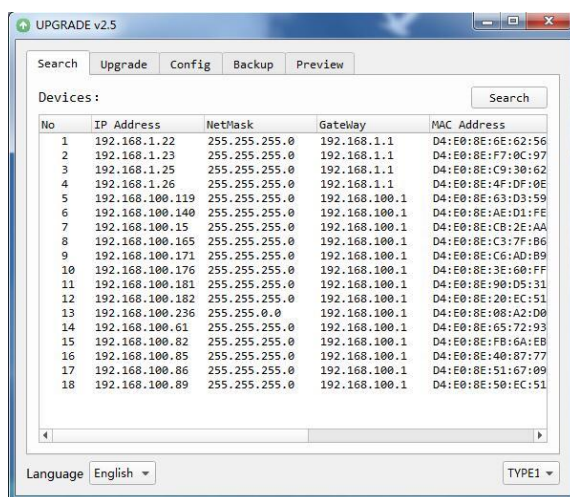 UPGRADE v2.5
Search Upgrade Config Backup Preview
Devices: Search
No IP Address NetMask GateWay MAC Address
1 192.168.1.22 255.255.255.0 192.168.1.1 D4:E0:8E:6E:62:56
2 192.168.1.23 255.255.255.0 192.168.1.1 D4:E0:8E:F7:0C:97
3 192.168.1.25 255.255.255.0 192.168.1.1 D4:E0:8E:C9:30:62
4 192.168.1.26 255.255.255.0 192.168.1.1 D4:E0:8E:4F:DF:0E
5 192.168.100.119 255.255.255.0 192.168.100.1 D4:E0:8E:63:D3:59
6 192.168.100.140 255.255.255.0 192.168.100.1 D4:E0:8E:AE:D1:FE
7 192.168.100.15 255.255.255.0 192.168.100.1 D4:E0:8E:CB:2E:AA
8 192.168.100.165 255.255.255.0 192.168.100.1 D4:E0:8E:C3:7F:B6
9 192.168.100.171 255.255.255.0 192.168.100.1 D4:E0:8E:C6:AD:B9
10 192.168.100.176 255.255.255.0 192.168.100.1 D4:E0:8E:3E:60:FF
11 192.168.100.181 255.255.255.0 192.168.100.1 D4:E0:8E:90:D5:31
12 192.168.100.182 255.255.255.0 192.168.100.1 D4:E0:8E:20:EC:51
13 192.168.100.236 255.255.0.0 192.168.100.1 D4:E0:8E:08:A2:D0
14 192.168.100.61 255.255.255.0 192.168.100.1 D4:E0:8E:65:72:93
15 192.168.100.82 255.255.255.0 192.168.100.1 D4:E0:8E:FB:6A:EB
16 192.168.100.85 255.255.255.0 192.168.100.1 D4:E0:8E:40:87:77
17 192.168.100.86 255.255.255.0 192.168.100.1 D4:E0:8E:51:67:09
18 192.168.100.89 255.255.255.0 192.168.100.1 D4:E0:8E:50:EC:51
Language English TYPE1